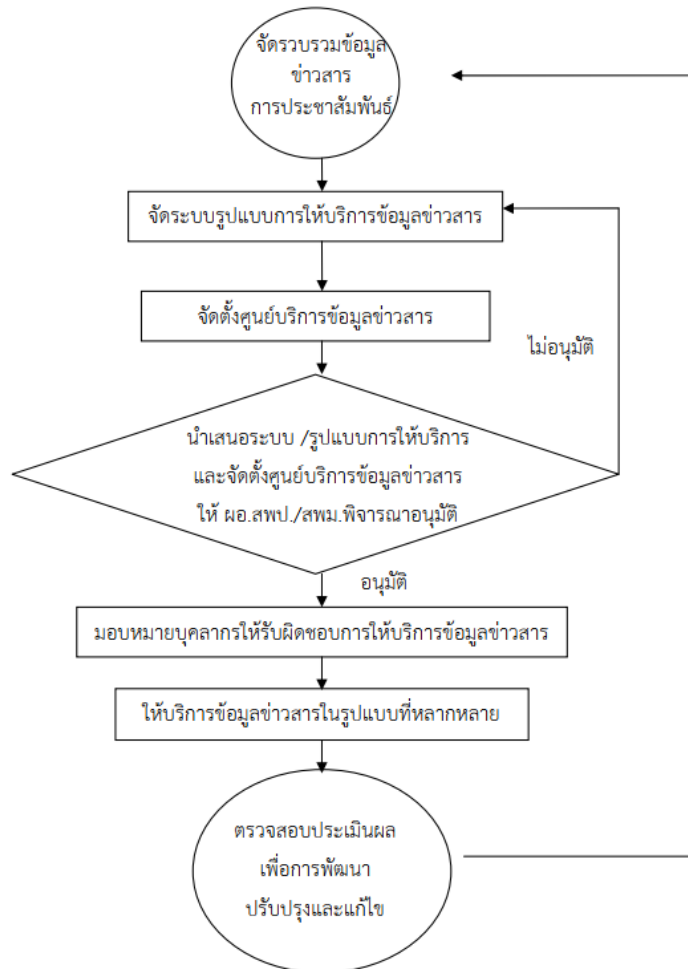 จัดรวบรวมข้อมูล
ข่าวสาร
การประชาสัมพันธ์
จัดระบบรูปแบบการให้บริการข้อมูลข่าวสาร
จัดตั้งศูนย์บริการข้อมูลข่าวสาร
ไม่อนุมัติ
นำเสนอระบบ /รูปแบบการให้บริการ
และจัดตั้งศูนย์บริการข้อมูลข่าวสาร
ให้ ผอ.สพป./สพม.พิจารณาอนุมัติ
อนุมัติ
มอบหมายบุคลากรให้รับผิดชอบการให้บริการข้อมูลข่าวสาร
ให้บริการข้อมูลข่าวสารในรูปแบบที่หลากหลาย
ตรวจสอบประเมินผล
เพื่อการพัฒนา
ปรับปรุงและแก้ไข